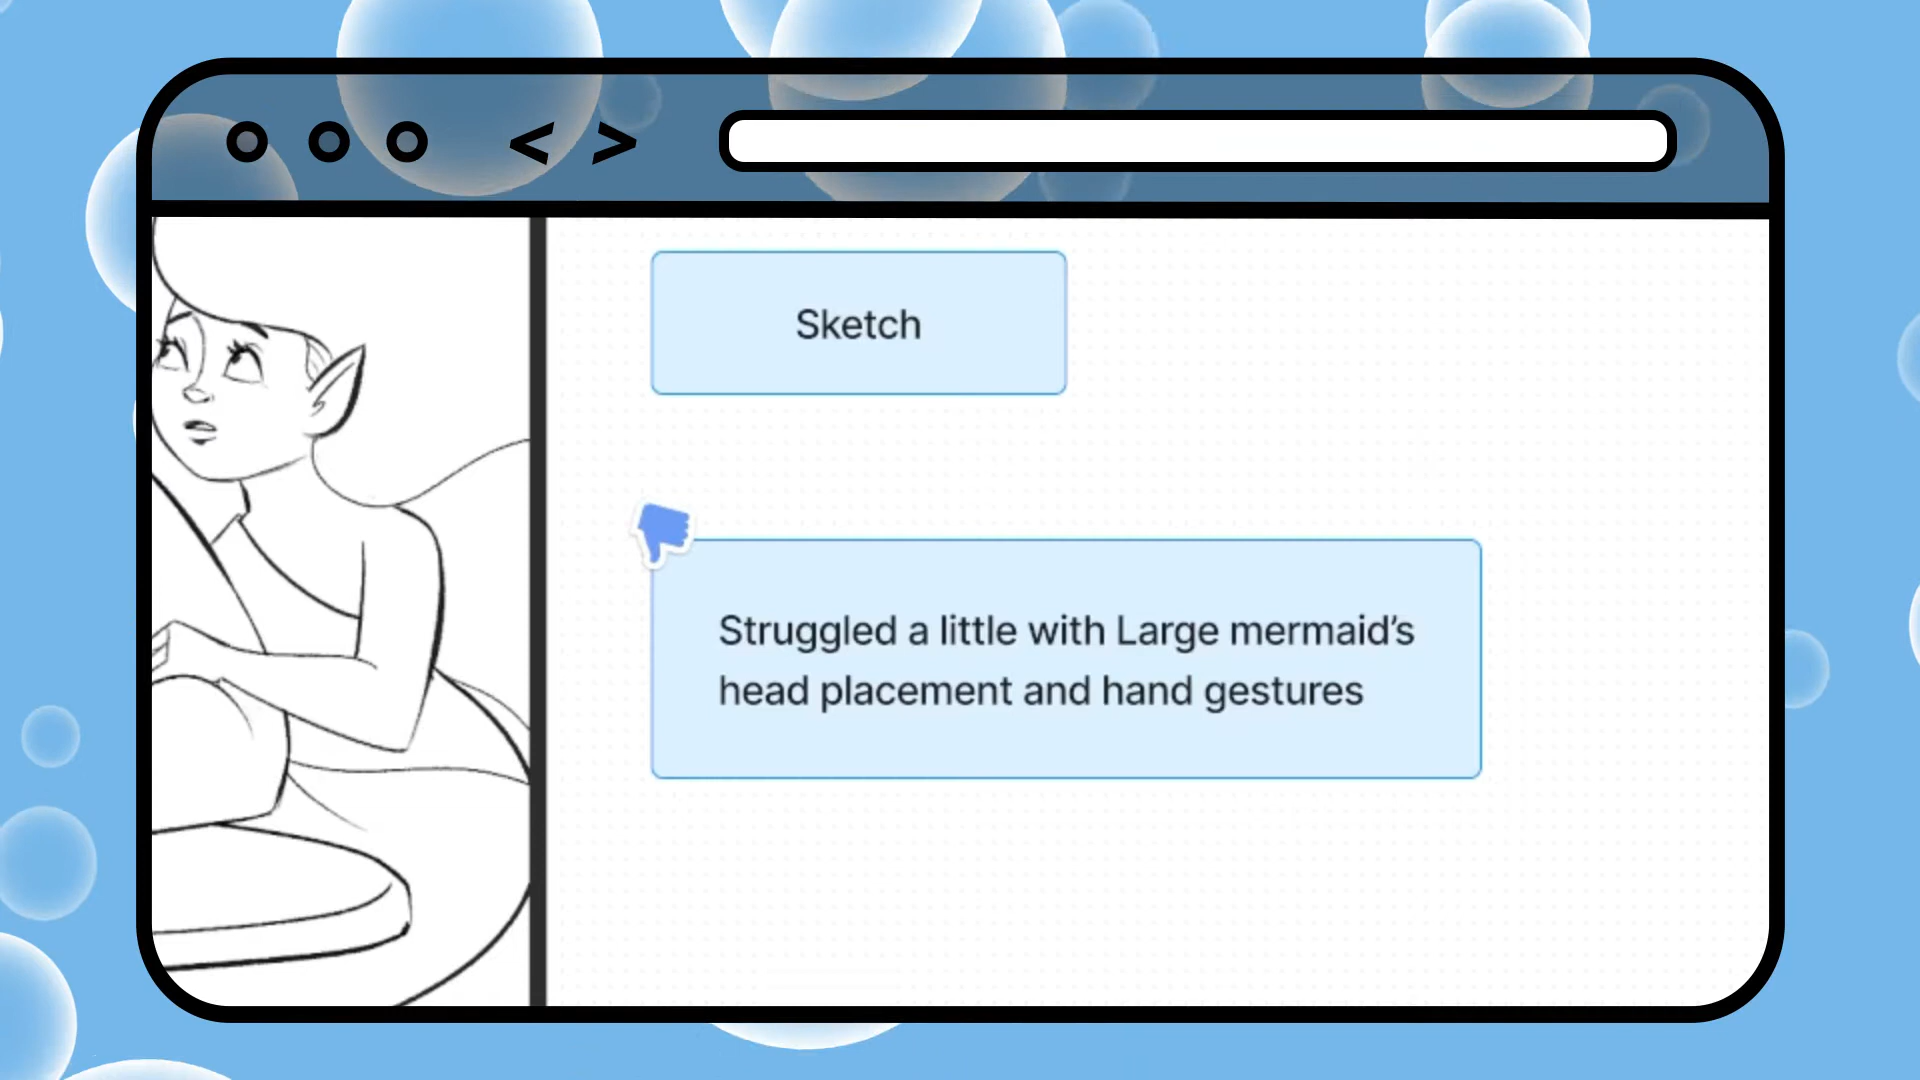 < >
Sketch
Struggled a little with Large mermaid’s
head placement and hand gestures